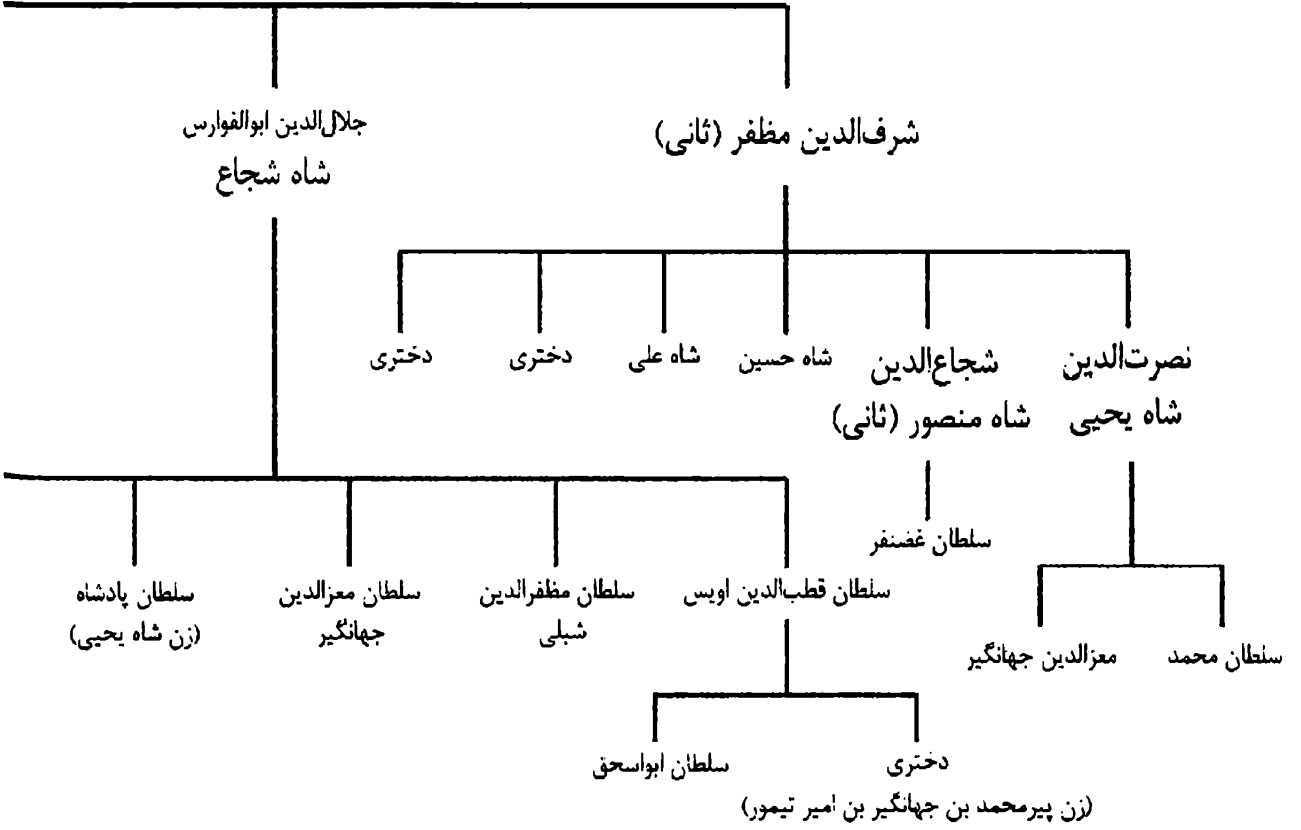 شرف‌الدین مظفر (ثانی)
جلال‌الدین ابوالفوارس
شاه شجاع
نصرت‌الدین
شاه یحیی
شجاع‌الدین
شاه منصور (ثانی)
شاه حسین
شاه علی
دختری
دختری
سلطان غضنفر
سلطان محمد
معزالدین جهانگیر
سلطان قطب‌الدین اویس
سلطان مظفرالدین
شبلی
سلطان معزالدین
جهانگیر
سلطان پادشاه
(زن شاه یحیی)
دختری
(زن پیرمحمد بن جهانگیر بن امیر تیمور)
سلطان ابواسحق